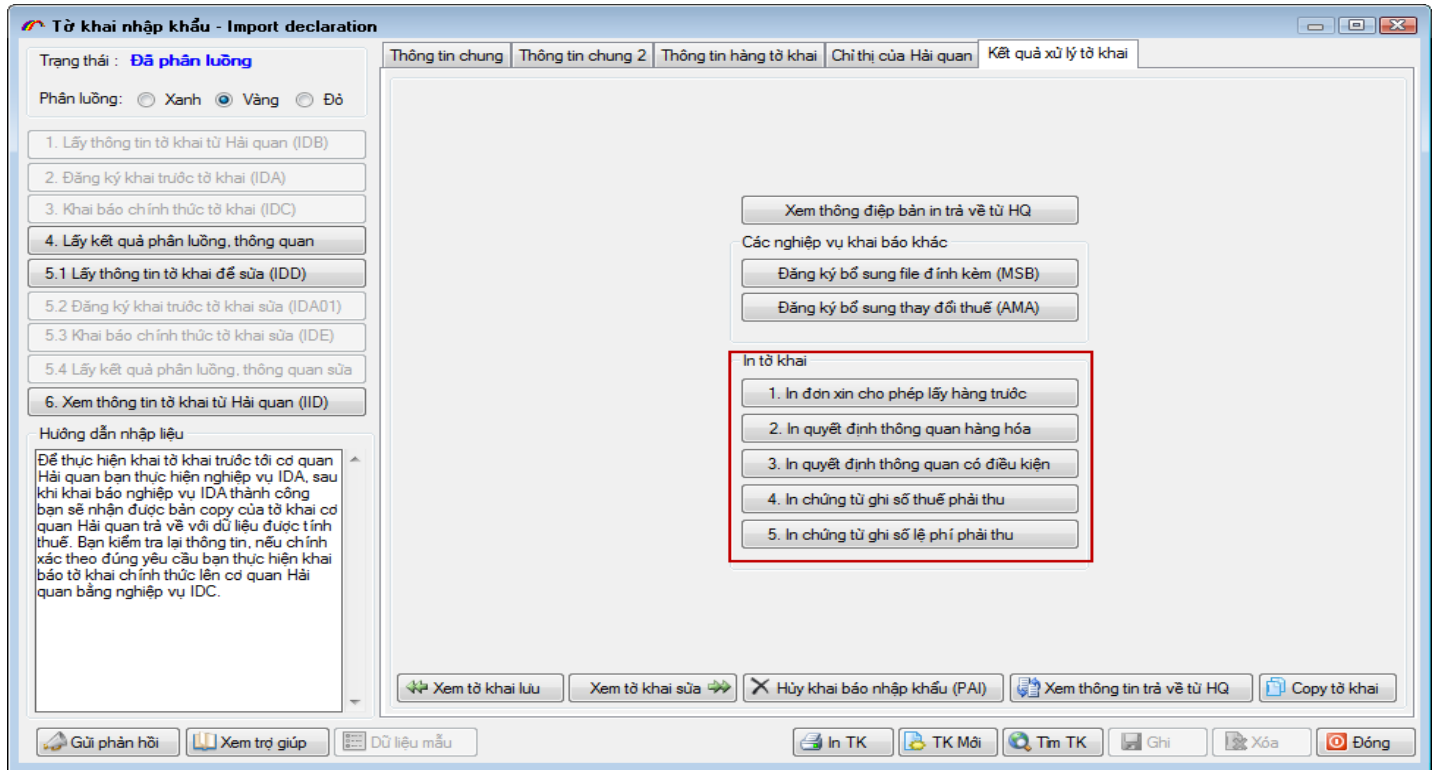 Tờ khai nhập khẩu - Import declaration
Trạng thái : Đã phân luồng
Phân luồng: Xanh Vàng Đỏ
1. Lấy thông tin tờ khai từ Hải quan (IDB)
2. Đăng ký khai trước tờ khai (IDA)
3. Khai báo chính thức tờ khai (IDC)
4. Lấy kết quả phân luồng, thông quan
5.1 Lấy thông tin tờ khai để sửa (IDD)
5.2 Đăng ký khai trước tờ khai sửa (IDA01)
5.3 Khai báo chính thức tờ khai sửa (IDE)
5.4 Lấy kết quả phân luồng, thông quan sửa
6. Xem thông tin tờ khai từ Hải quan (IID)
Hướng dẫn nhập liệu
Để thực hiện khai tờ khai trước tới cơ quan
Hải quan bạn thực hiện nghiệp vụ IDA, sau
khi khai báo nghiệp vụ IDA thành công
bạn sẽ nhận được bản copy của tờ khai cơ
quan Hải quan trả về với dữ liệu được tính
thuế. Bạn kiểm tra lại thông tin, nếu chính
xác theo đúng yêu cầu bạn thực hiện khai
báo tờ khai chính thức lên cơ quan Hải
quan bằng nghiệp vụ IDC.
Thông tin chung Thông tin chung 2 Thông tin hàng tờ khai Chỉ thị của Hải quan Kết quả xử lý tờ khai
Xem thông điệp bản in trả về từ HQ
Các nghiệp vụ khai báo khác
Đăng ký bổ sung file đính kèm (MSB)
Đăng ký bổ sung thay đổi thuế (AMA)
In tờ khai
1. In đơn xin cho phép lấy hàng trước
2. In quyết định thông quan hàng hóa
3. In quyết định thông quan có điều kiện
4. In chứng từ ghi số thuế phải thu
5. In chứng từ ghi số lệ phí phải thu
Xem tờ khai lưu Xem tờ khai sửa Hủy khai báo nhập khẩu (PAI) Xem thông tin trả về từ HQ Copy tờ khai
Gửi phản hồi Xem trợ giúp Dữ liệu mẫu In TK TK Mới Tìm TK Ghi Xóa Đóng